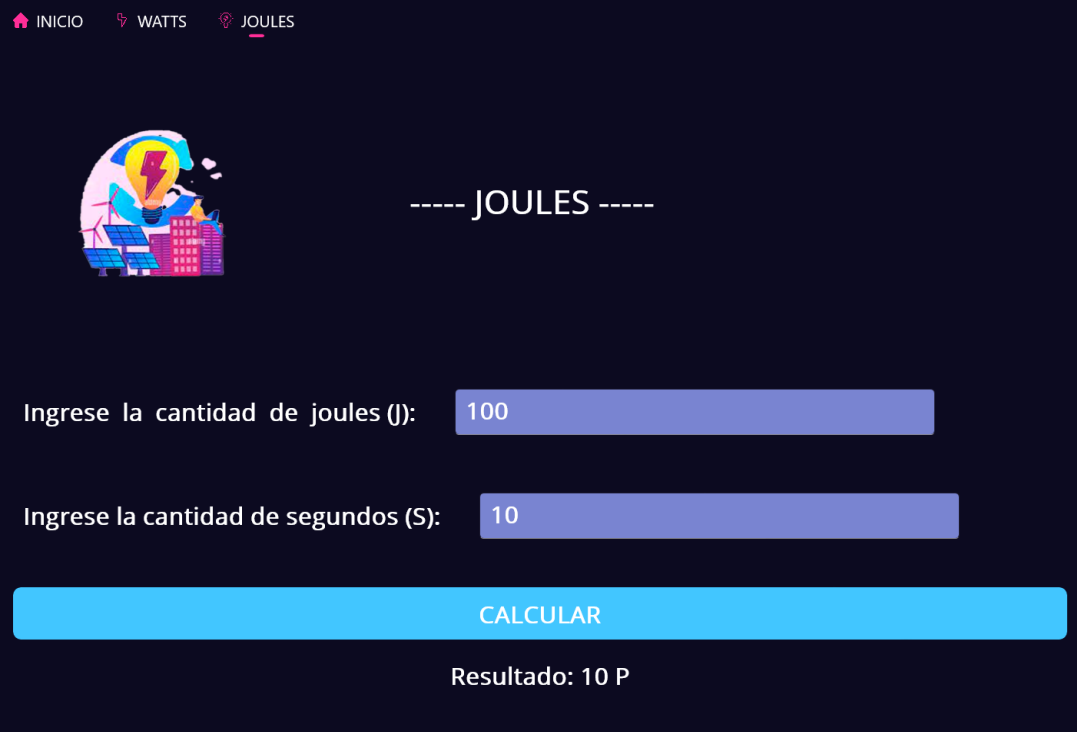 INICIO WATTS JOULES
----- JOULES -----
Ingrese la cantidad de joules (J): 100
Ingrese la cantidad de segundos (S): 10
CALCULAR
Resultado: 10 P